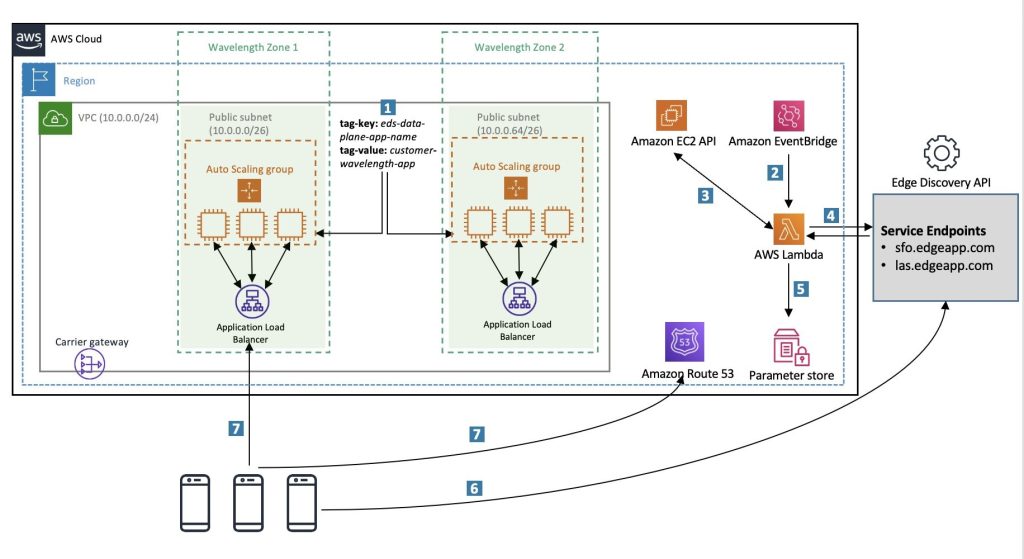 aws
AWS Cloud
Wavelength Zone 1
Wavelength Zone 2
Region
VPC (10.0.0.0/24)
Public subnet
(10.0.0.0/26)
Auto Scaling group
Application Load
Balancer
1
tag-key: eds-data-
plane-app-name
tag-value: customer-
wavelength-app
Public subnet
(10.0.0.64/26)
Auto Scaling group
Application Load
Balancer
Carrier gateway
Amazon EC2 API
Amazon EventBridge
2
3
AWS Lambda
4
5
53
Amazon Route 53
Parameter store
Edge Discovery API
Service Endpoints
• sfo.edgeapp.com
• las.edgeapp.com
7
7
6